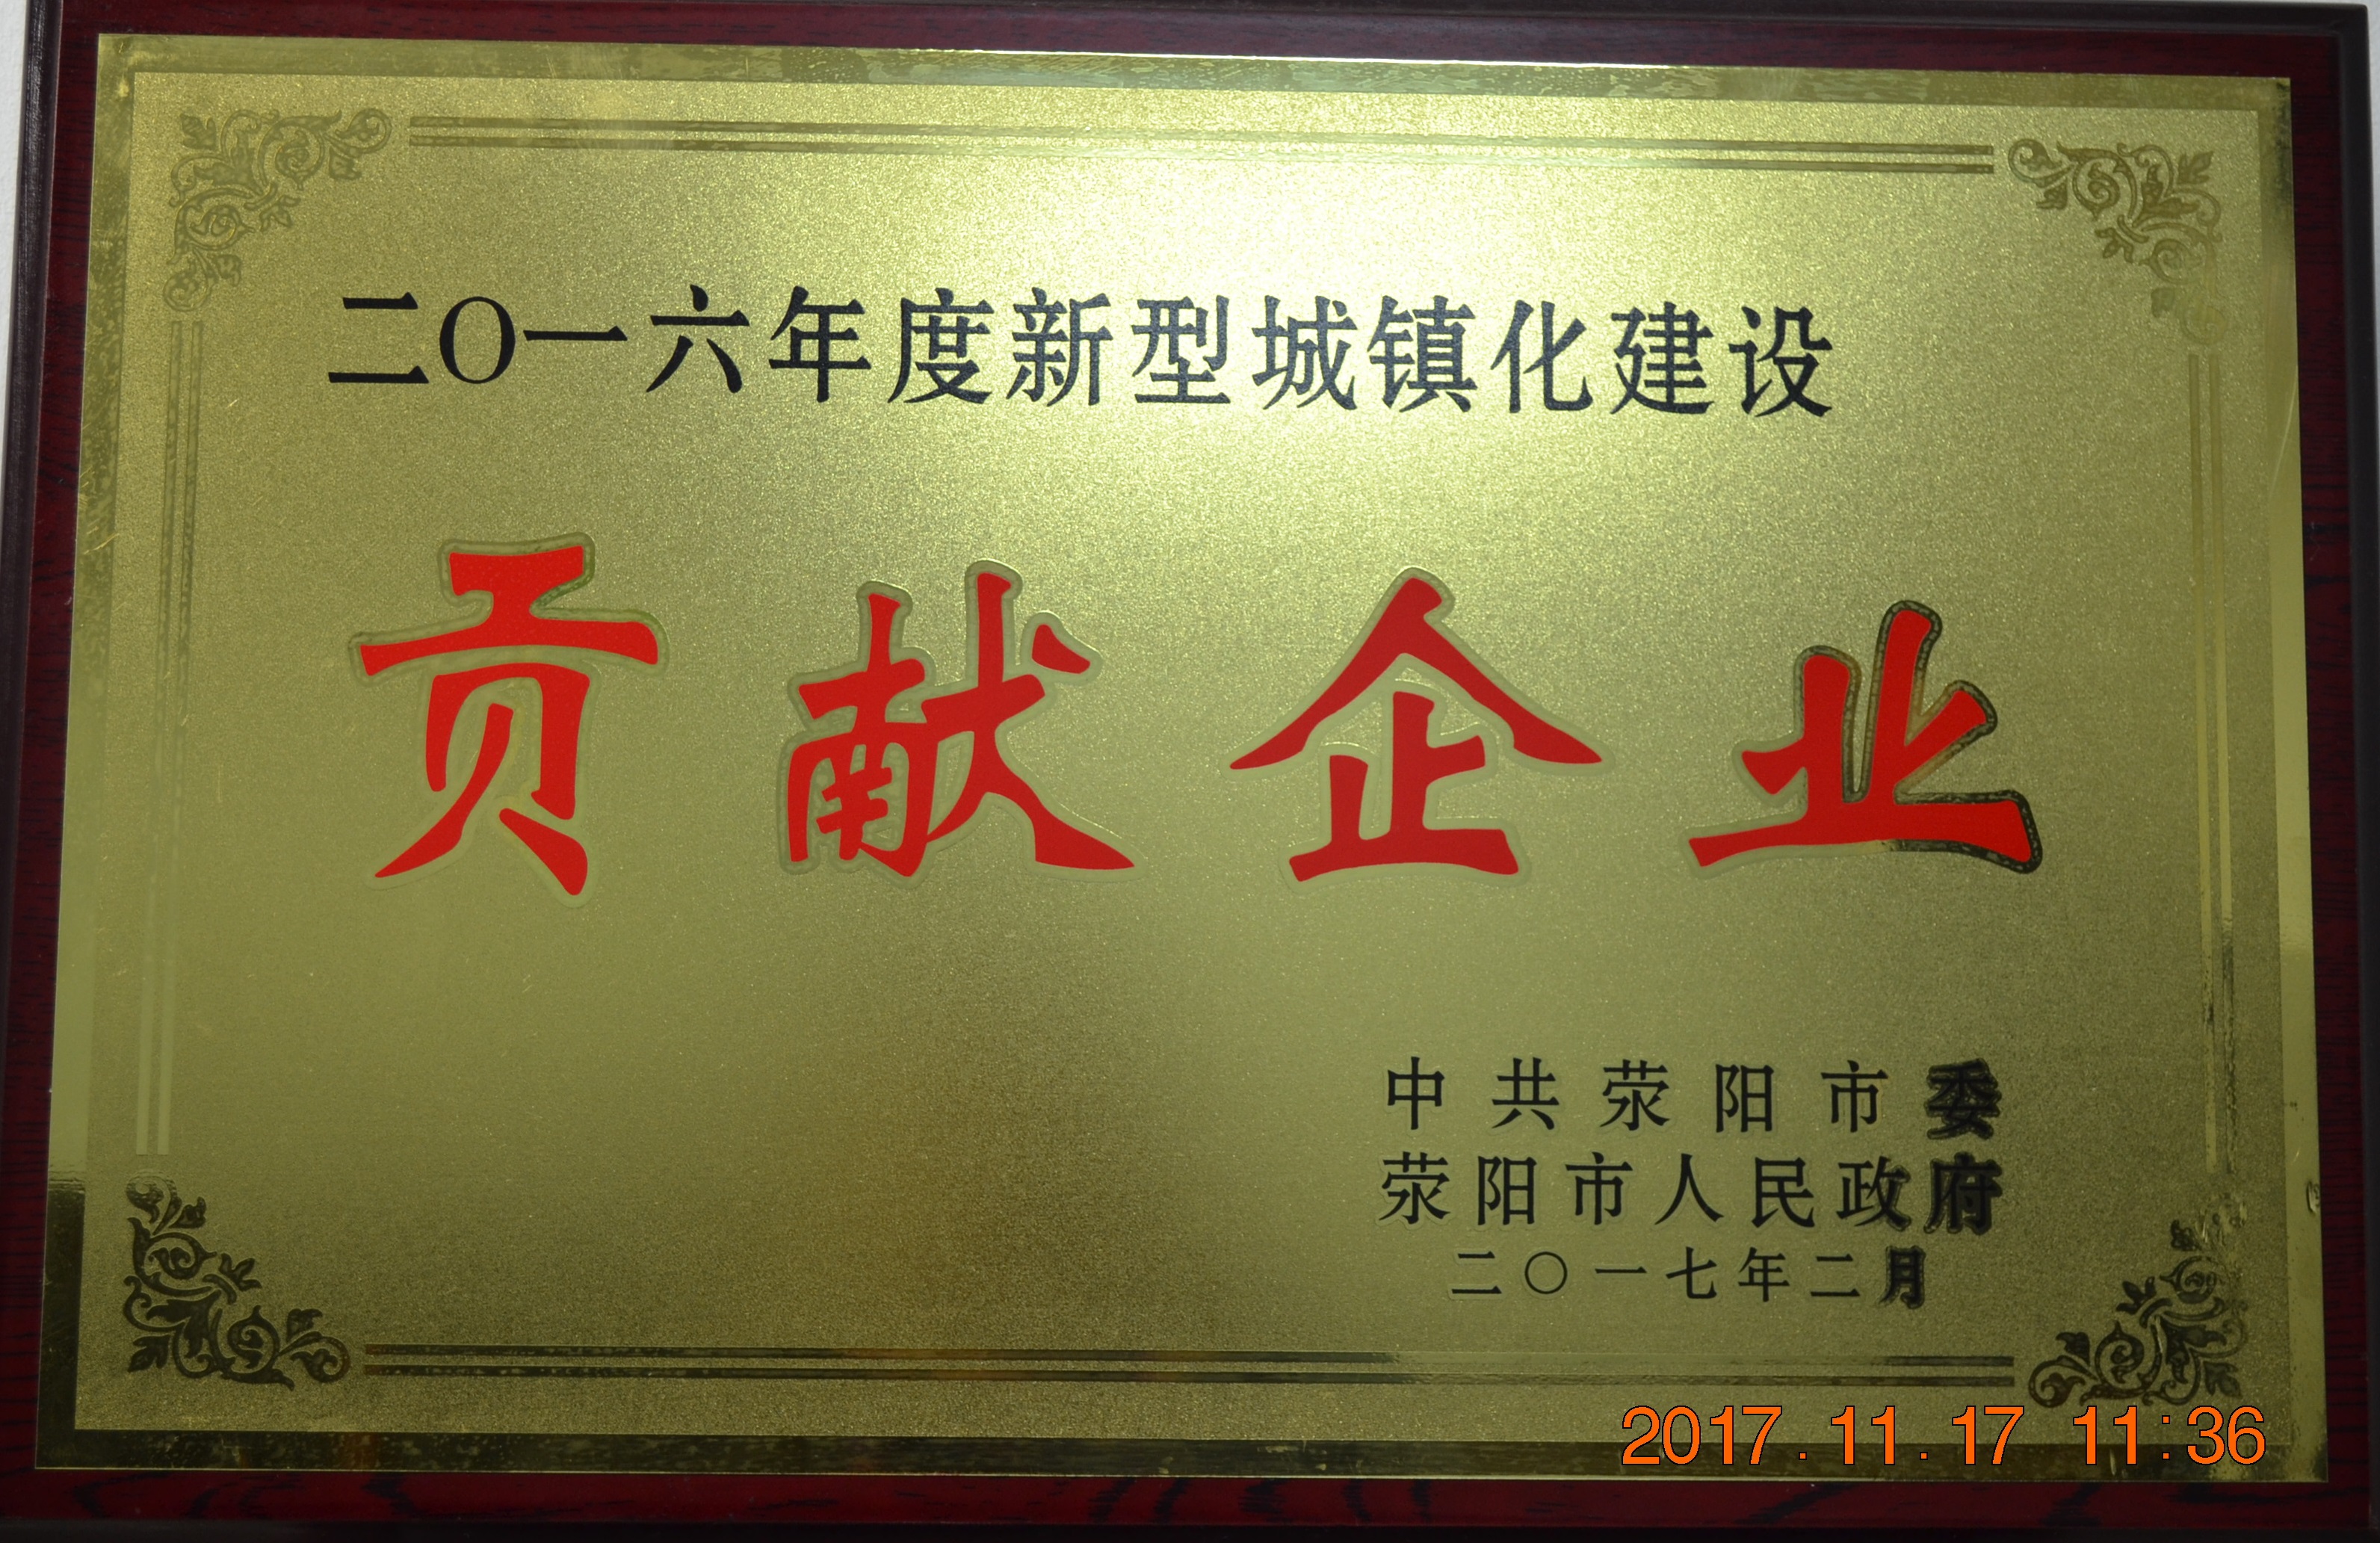 二〇一六年度新型城镇化建设
贡献企业
中共荥阳市委
荥阳市人民政府
二〇一七年二月
2017.11.17 11:36